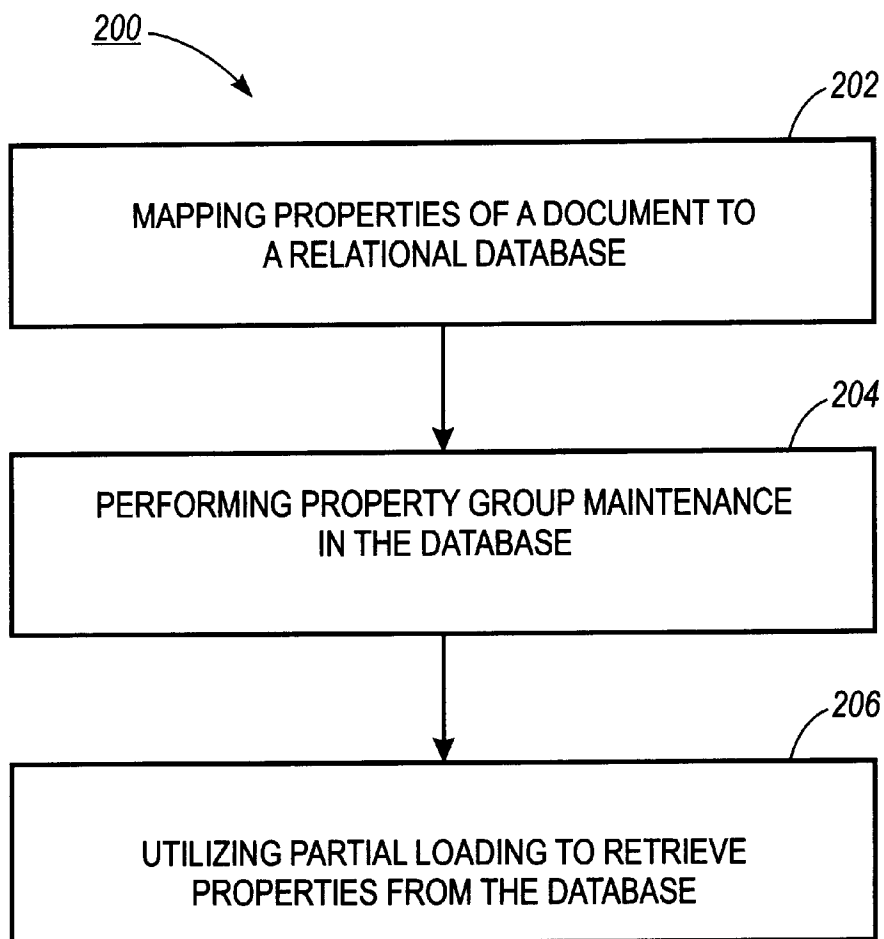 200
202
MAPPING PROPERTIES OF A DOCUMENT TO
A RELATIONAL DATABASE
204
PERFORMING PROPERTY GROUP MAINTENANCE
IN THE DATABASE
206
UTILIZING PARTIAL LOADING TO RETRIEVE
PROPERTIES FROM THE DATABASE